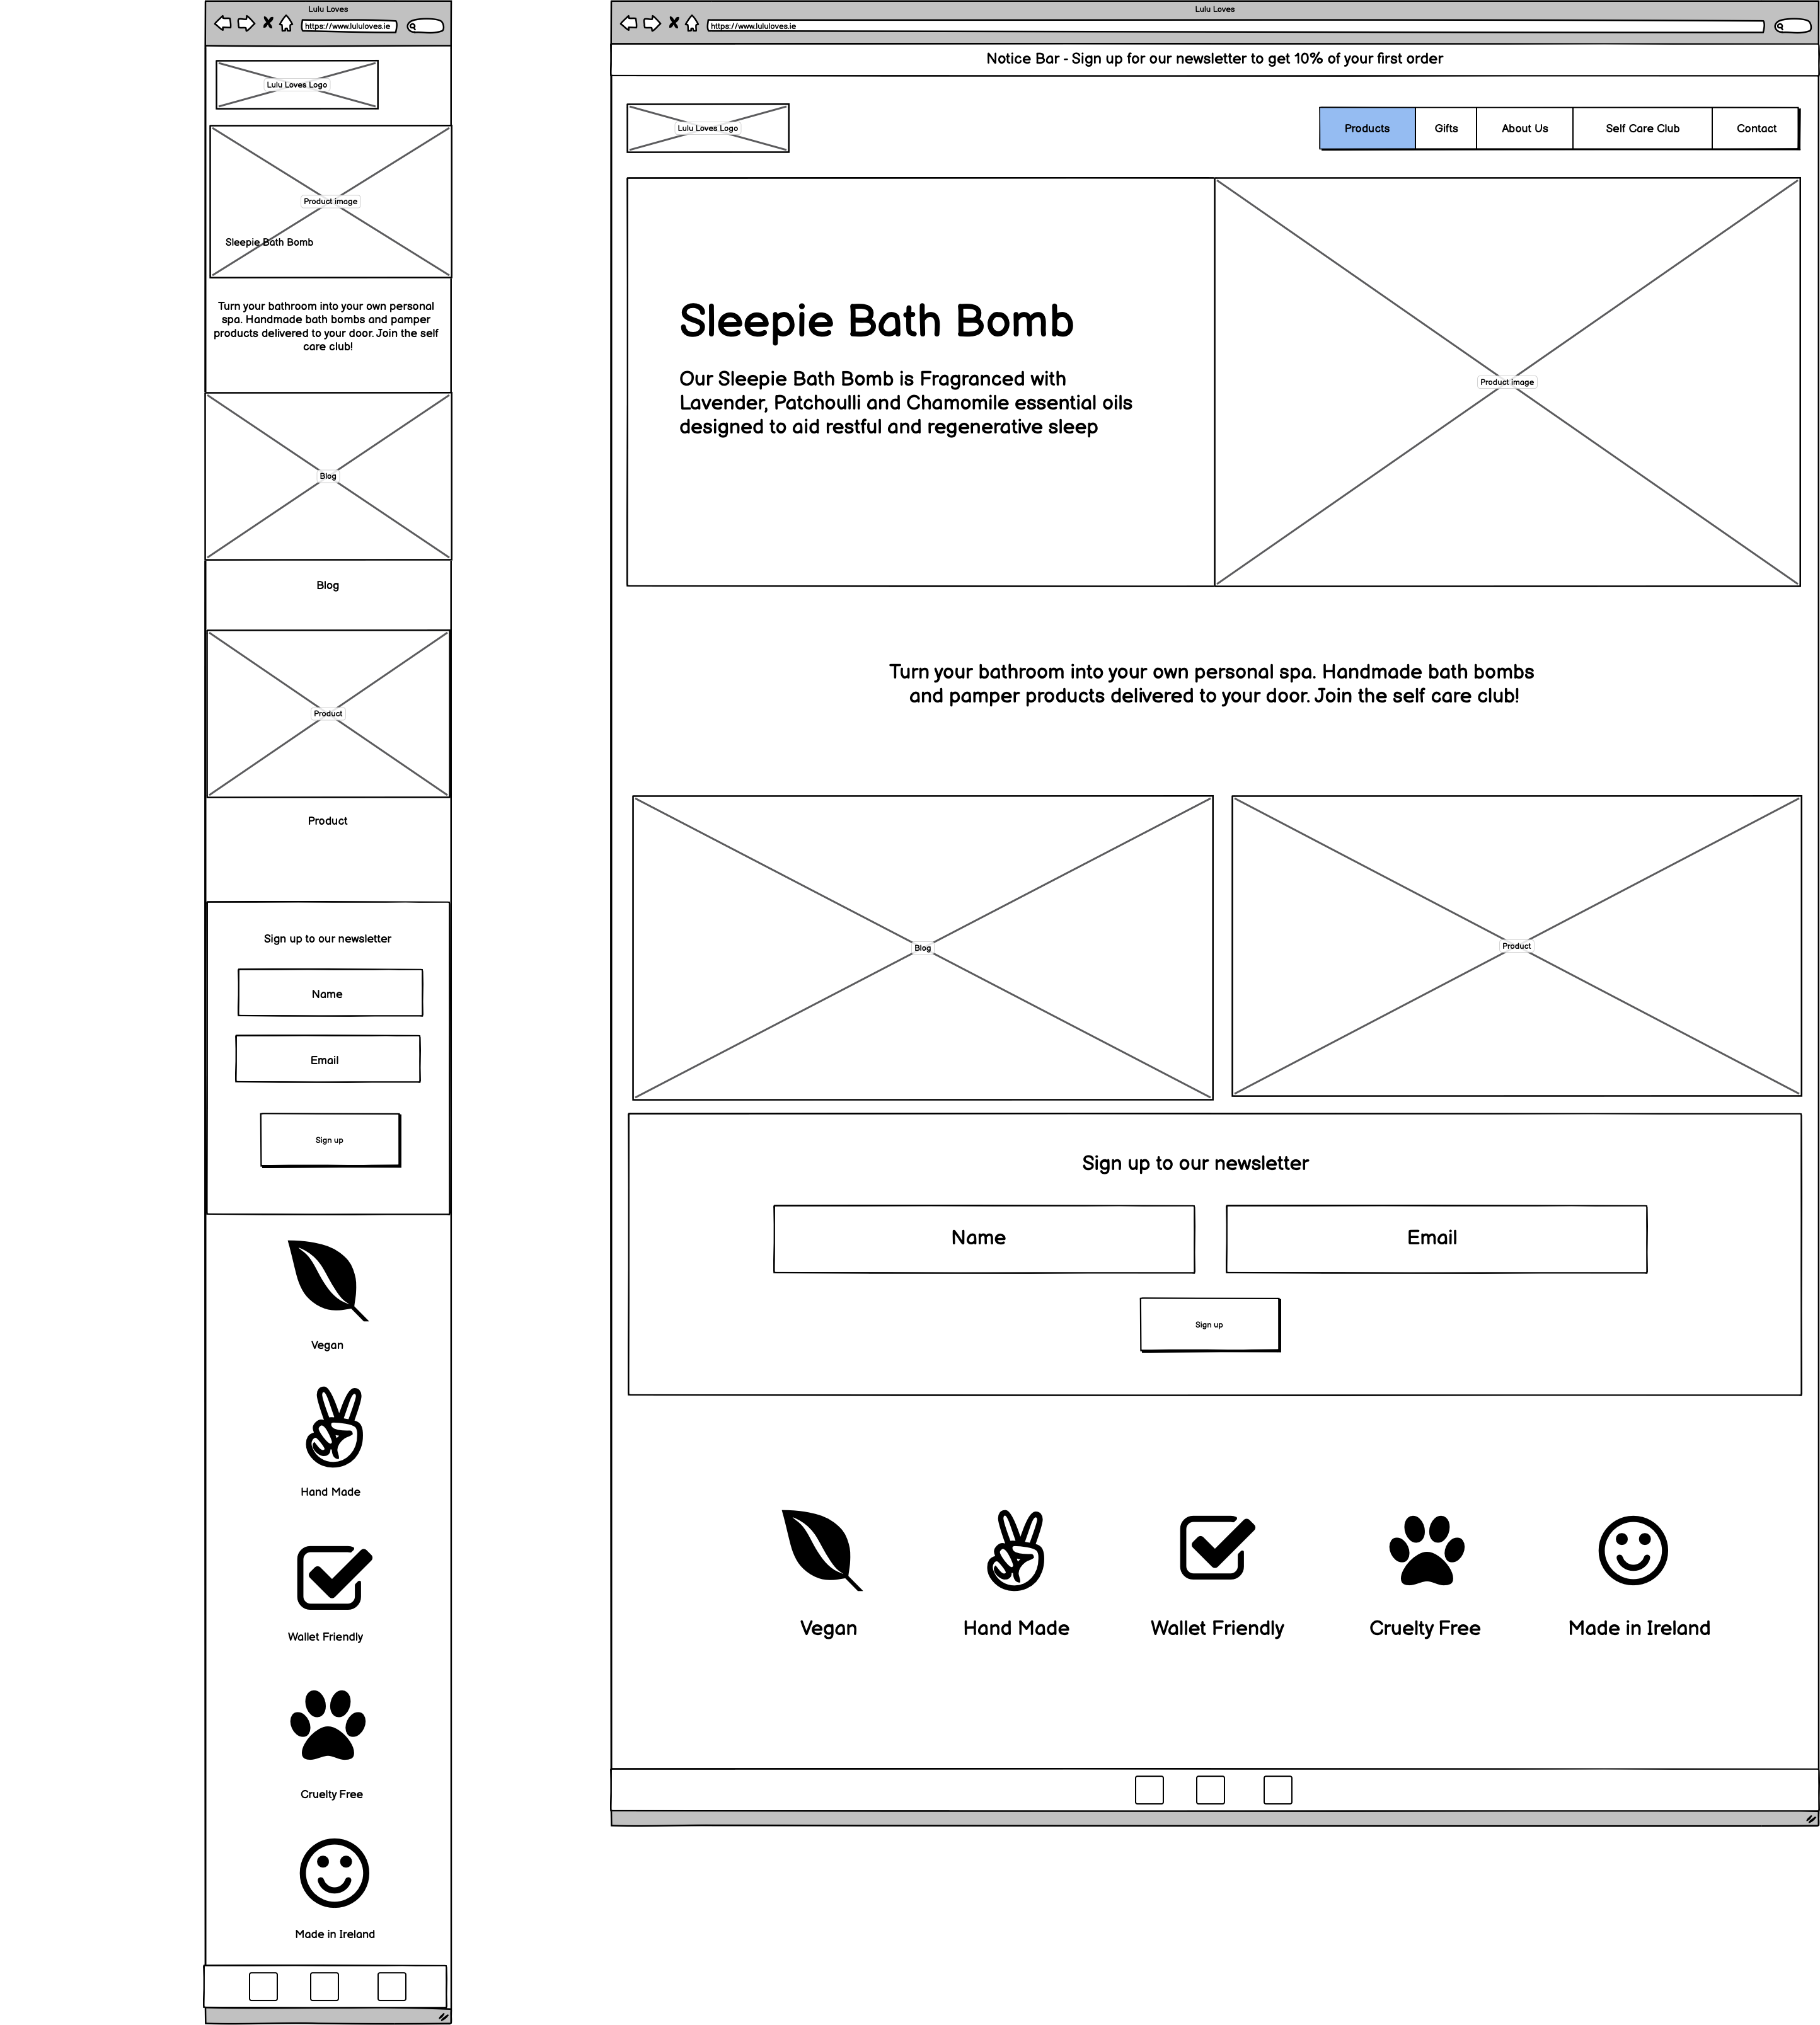 Lulu Loves
https://www.lululoves.ie
Lulu Loves Logo
Product image
Sleepie Bath Bomb
Turn your bathroom into your own personal
spa. Handmade bath bombs and pamper
products delivered to your door. Join the self
care club!
Blog
Blog
Product
Product
Sign up to our newsletter
Name
Email
Sign up
Vegan
Hand Made
Wallet Friendly
Cruelty Free
Made in Ireland
Lulu Loves
https://www.lululoves.ie
Notice Bar - Sign up for our newsletter to get 10% of your first order
Lulu Loves Logo
Products Gifts About Us Self Care Club Contact
Sleepie Bath Bomb
Our Sleepie Bath Bomb is Fragranced with
Lavender, Patchoulli and Chamomile essential oils
designed to aid restful and regenerative sleep
Product image
Turn your bathroom into your own personal spa. Handmade bath bombs
and pamper products delivered to your door. Join the self care club!
Blog
Product
Sign up to our newsletter
Name Email
Sign up
Vegan Hand Made Wallet Friendly Cruelty Free Made in Ireland